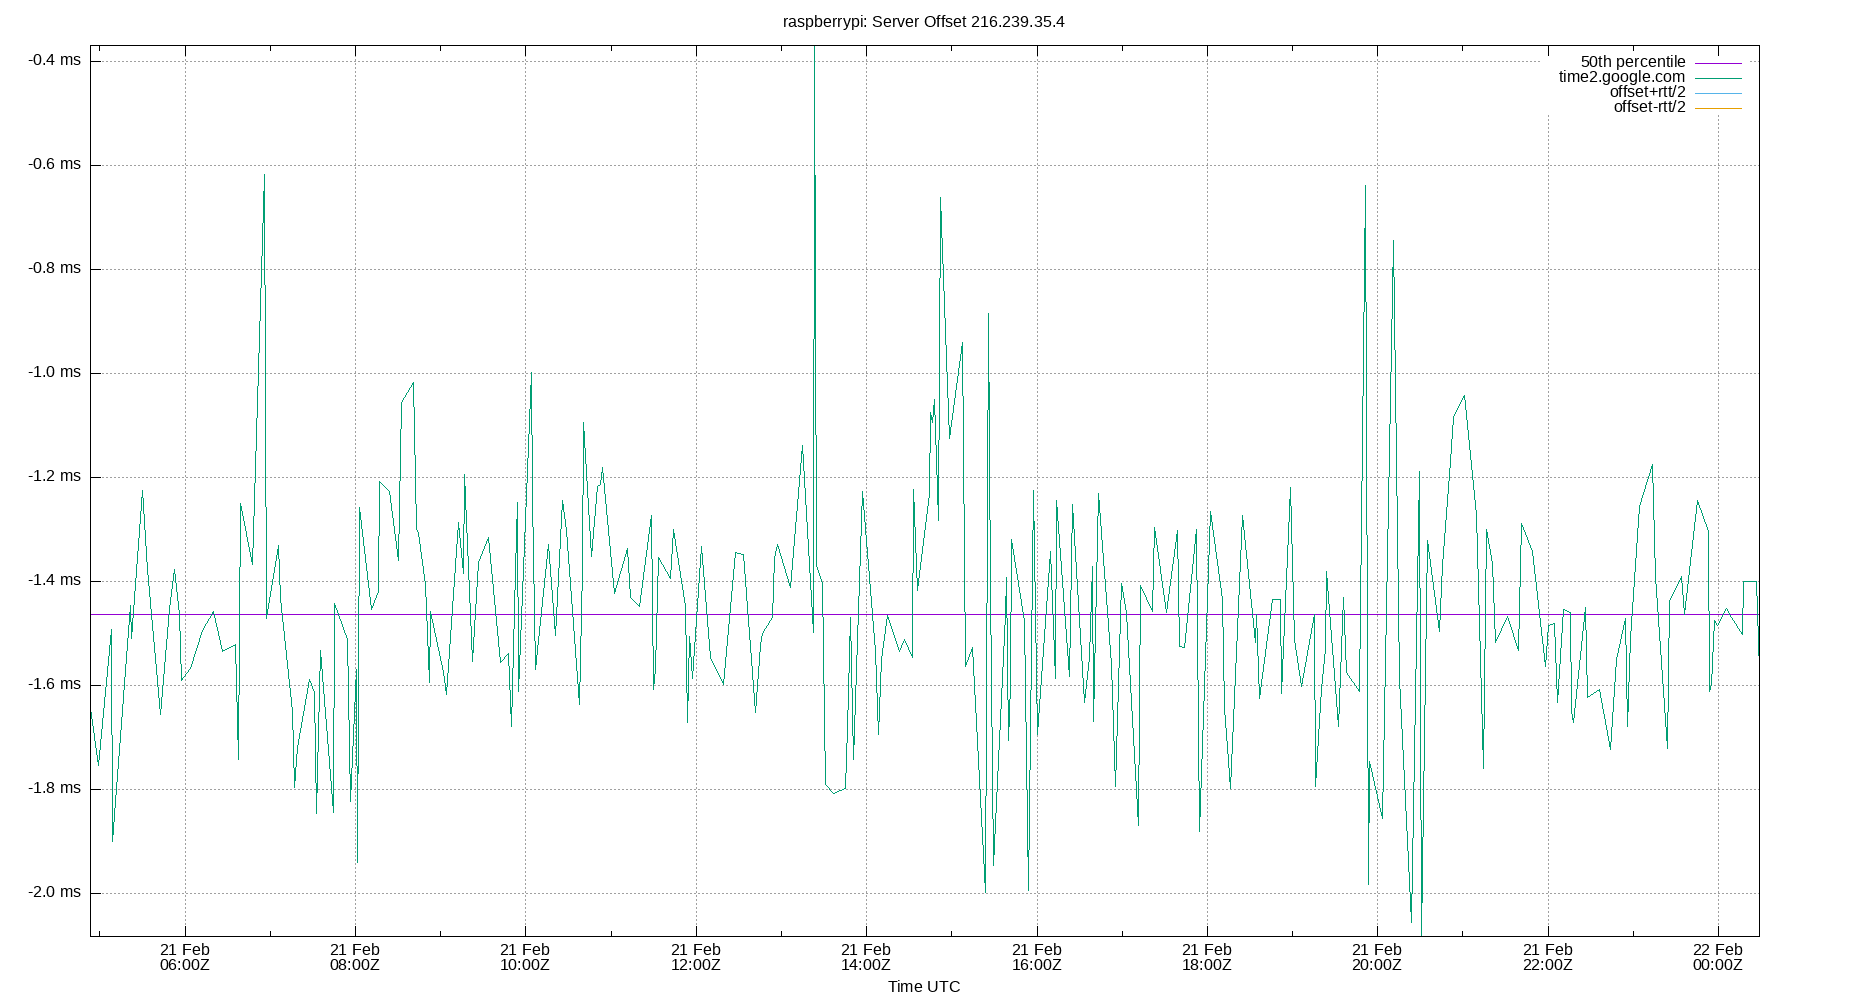 raspberrypi: Server Offset 216.239.35.4
50th percentile
time2.google.com
offset+rtt/2
offset-rtt/2
-0.4 ms
-0.6 ms
-0.8 ms
-1.0 ms
-1.2 ms
-1.4 ms
-1.6 ms
-1.8 ms
-2.0 ms
21 Feb 21 Feb 21 Feb 21 Feb 21 Feb 21 Feb 21 Feb 21 Feb 21 Feb 22 Feb
06:00Z 08:00Z 10:00Z 12:00Z 14:00Z 16:00Z 18:00Z 20:00Z 22:00Z 00:00Z
Time UTC